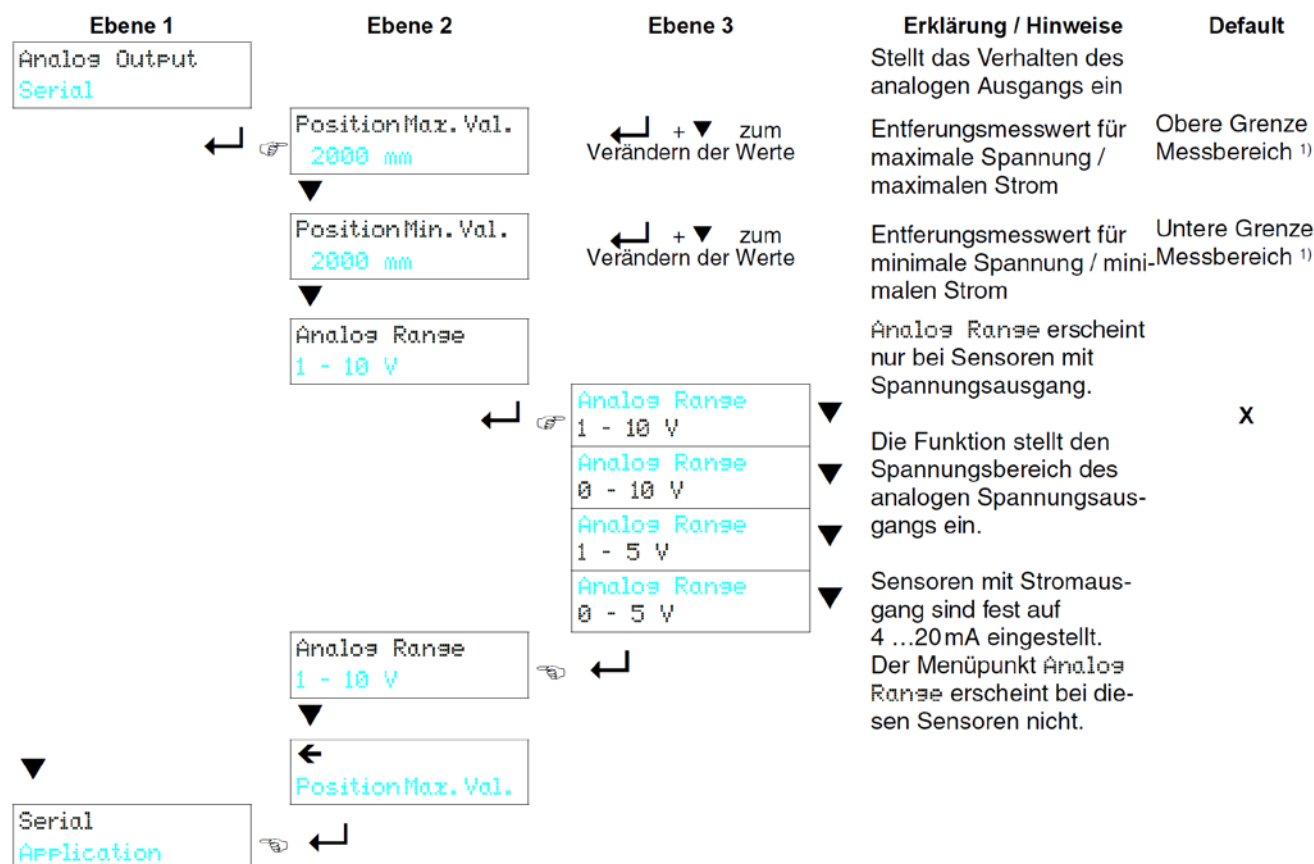 Ebene 1 Ebene 2 Ebene 3 Erklärung / Hinweise Default
Analog Output
Serial
Stellt das Verhalten des
analogen Ausgangs ein
PositionMax.Val.
2000 mm
+ ▼ zum
Verändern der Werte
Entferungsmesswert für
maximale Spannung /
maximalen Strom
Obere Grenze
Messbereich 1)
PositionMin.Val.
2000 mm
+ ▼ zum
Verändern der Werte
Entferungsmesswert für
minimale Spannung / mini-
malen Strom
Untere Grenze
Messbereich 1)
Analog Range
1 - 10 V
Analog Range erscheint
nur bei Sensoren mit
Spannungsausgang.
Analog Range
1 - 10 V
X
Analog Range
0 - 10 V
Analog Range
1 - 5 V
Analog Range
0 - 5 V
Die Funktion stellt den
Spannungsbereich des
analogen Spannungsaus-
gangs ein.
Sensoren mit Stromaus-
gang sind fest auf
4 …20 mA eingestellt.
Der Menüpunkt Analog
Range erscheint bei die-
sen Sensoren nicht.
Analog Range
1 - 10 V
←
PositionMax.Val.
Serial
Application